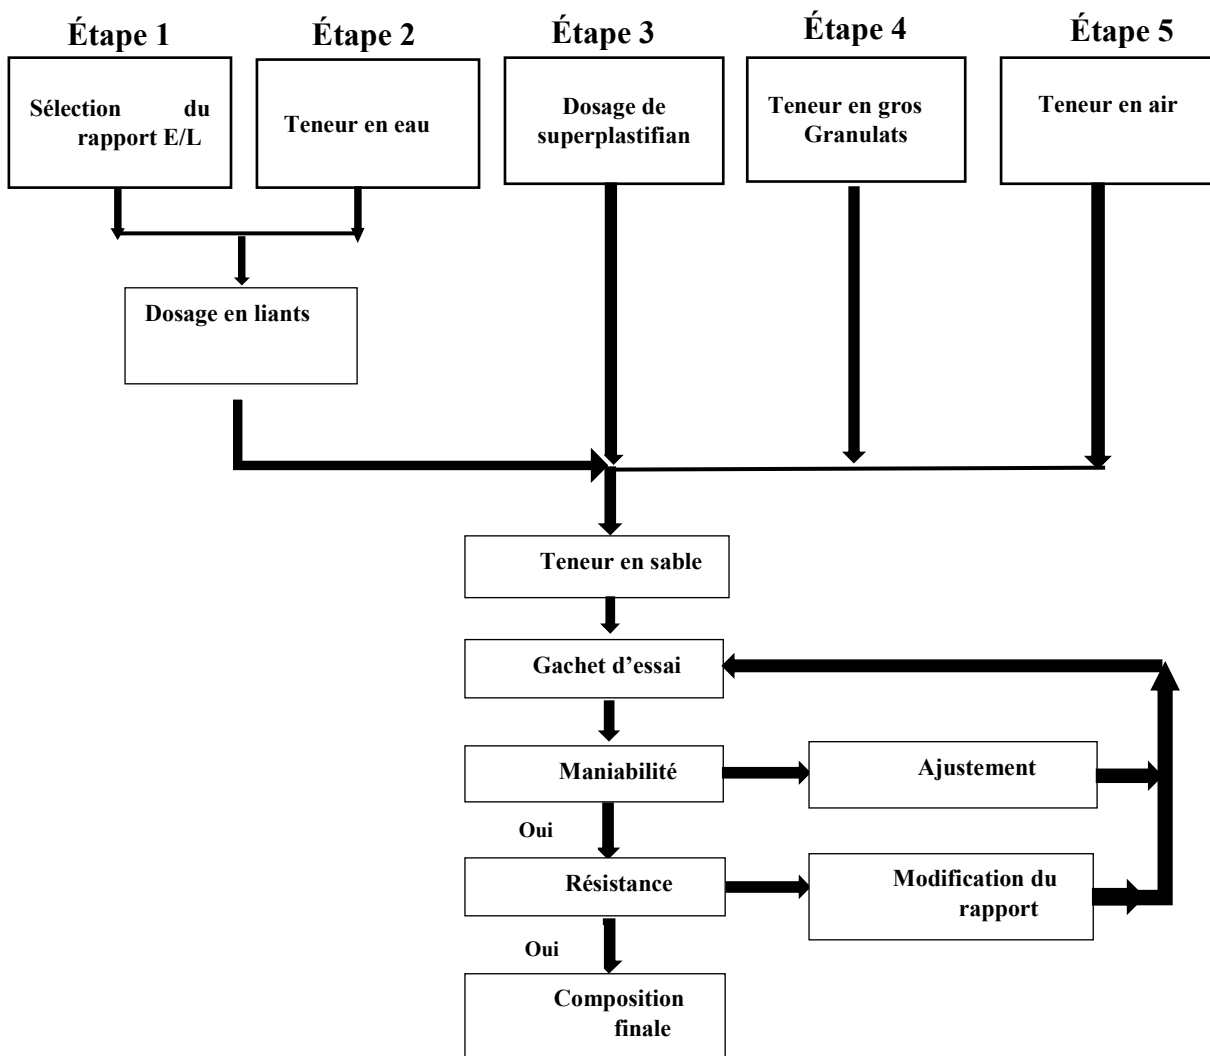 Étape 1
Étape 2
Étape 3
Étape 4
Étape 5
Sélection du
rapport E/L
Teneur en eau
Dosage de
superplastifian
Teneur en gros
Granulats
Teneur en air
Dosage en liants
Teneur en sable
Gachet d’essai
Maniabilité
Ajustement
Oui
Résistance
Modification du
rapport
Oui
Composition
finale